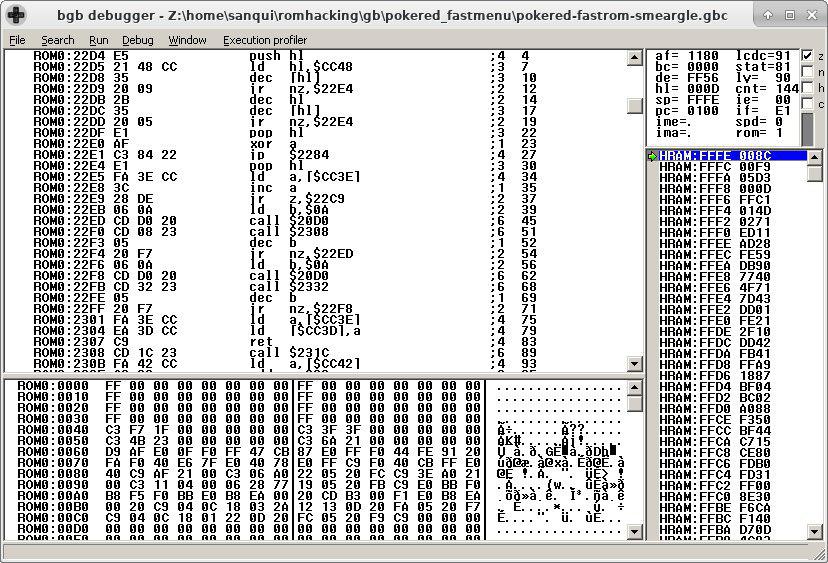 bgb debugger - Z:\home\sanqui\romhacking\gb\pokered_fastmenu\pokered-fastrom-smeargle.gbc
File Search Run Debug Window Execution profiler
ROM0:22D4 E5 push hl ;4 4
ROM0:22D5 21 48 CC ld hl,$CC48 ;3 7
ROM0:22D8 35 dec [hl] ;3 10
ROM0:22D9 20 09 jr nz,$22E4 ;2 12
ROM0:22DB 2B dec hl ;2 14
ROM0:22DC 35 dec [hl] ;3 17
ROM0:22DD 20 05 jr nz,$22E4 ;2 19
ROM0:22DF E1 pop hl ;3 22
ROM0:22E0 AF xor a ;1 23
ROM0:22E1 C3 84 22 jp $2284 ;4 27
ROM0:22E4 E1 pop hl ;3 30
ROM0:22E5 FA 3E CC ld a,[$CC3E] ;4 34
ROM0:22E8 3C inc a ;1 35
ROM0:22E9 28 DE jr z,$22C9 ;2 37
ROM0:22EB 06 0A ld b,$0A ;2 39
ROM0:22ED CD D0 20 call $20D0 ;6 45
ROM0:22F0 CD 08 23 call $2308 ;6 51
ROM0:22F3 05 dec b ;1 52
ROM0:22F4 20 F7 jr nz,$22ED ;2 54
ROM0:22F6 06 0A ld b,$0A ;2 56
ROM0:22F8 CD D0 20 call $20D0 ;6 62
ROM0:22FB CD 32 23 call $2332 ;6 68
ROM0:22FE 05 dec b ;1 69
ROM0:22FF 20 F7 jr nz,$22F8 ;2 71
ROM0:2301 FA 3E CC ld a,[$CC3E] ;4 75
ROM0:2304 EA 3D CC ld [$CC3D],a ;4 79
ROM0:2307 C9 ret ;4 83
ROM0:2308 CD 1C 23 call $231C ;6 89
ROM0:230B FA 42 CC ld a,[$CC42] ;4 93
af= 1180 lcdc=91 z
bc= 0000 stat=81 n
de= FF56 ly= 90 h
hl= 000D cnt= 144 c
sp= FFFE ie= 00
pc= 0100 if= E1
ime=. spd= 0
ima=. rom= 1
HRAM:FFFE 008C
HRAM:FFFC 00F9
HRAM:FFFA 05D3
HRAM:FFF8 000D
HRAM:FFF6 FFC1
HRAM:FFF4 014D
HRAM:FFF2 0271
HRAM:FFF0 ED11
HRAM:FFEE AD28
HRAM:FFEC FE59
HRAM:FFEA DB90
HRAM:FFE8 7740
HRAM:FFE6 4F71
HRAM:FFE4 7D43
HRAM:FFE2 DD01
HRAM:FFE0 FE21
HRAM:FFDE 2F10
HRAM:FFDC DD42
HRAM:FFDA FB41
HRAM:FFD8 FFA9
HRAM:FFD6 1887
HRAM:FFD4 BF04
HRAM:FFD2 BC02
HRAM:FFD0 A088
HRAM:FFCE F350
HRAM:FFCC BF44
HRAM:FFCA C715
HRAM:FFC8 CE80
HRAM:FFC6 FDB0
HRAM:FFC4 FD31
HRAM:FFC2 FF00
HRAM:FFC0 8E30
HRAM:FFBE F6CA
HRAM:FFBC F140
HRAM:FFBA D70D
ROM0:0000 FF 00 00 00 00 00 00 00 FF 00 00 00 00 00 00 00
ROM0:0010 FF 00 00 00 00 00 00 00 FF 00 00 00 00 00 00 00
ROM0:0020 FF 00 00 00 00 00 00 00 FF 00 00 00 00 00 00 00
ROM0:0030 FF 00 00 00 00 00 00 00 FF 00 00 00 00 00 00 00
ROM0:0040 C3 F7 1F 00 00 00 00 00 C3 3F 3F 00 00 00 00 00
ROM0:0050 C3 4B 23 00 00 00 00 00 C3 6A 21 00 00 00 00 00
ROM0:0060 D9 AF E0 0F F0 FF 47 CB 87 E0 FF F0 44 FE 91 20
ROM0:0070 FA F0 40 E6 7F E0 40 78 E0 FF C9 F0 40 CB FF E0
ROM0:0080 40 C9 AF 21 00 C3 06 A0 22 05 20 FC C9 3E A0 21
ROM0:0090 00 C3 11 04 00 06 28 77 19 05 20 FB C9 E0 BB F0
ROM0:00A0 B8 F5 F0 BB E0 B8 EA 00 20 CD B3 00 F1 E0 B8 EA
ROM0:00B0 00 20 C9 04 0C 18 03 2A 12 13 0D 20 FA 05 20 F7
ROM0:00C0 C9 04 0C 18 01 22 0D 20 FC 05 20 F9 C9 00 00 00
ROM0:00D0 00 00 00 00 00 00 00 00 00 00 00 00 00 00 00 00